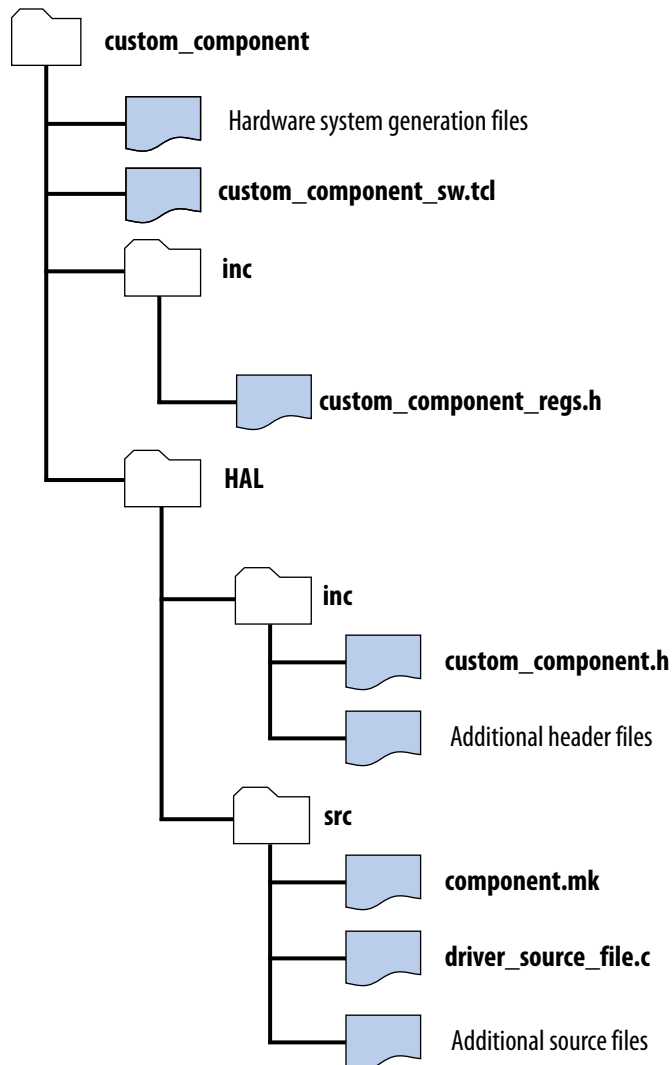 custom_component
Hardware system generation files
custom_component_sw.tcl
inc
custom_component_regs.h
HAL
inc
custom_component.h
Additional header files
src
component.mk
driver_source_file.c
Additional source files